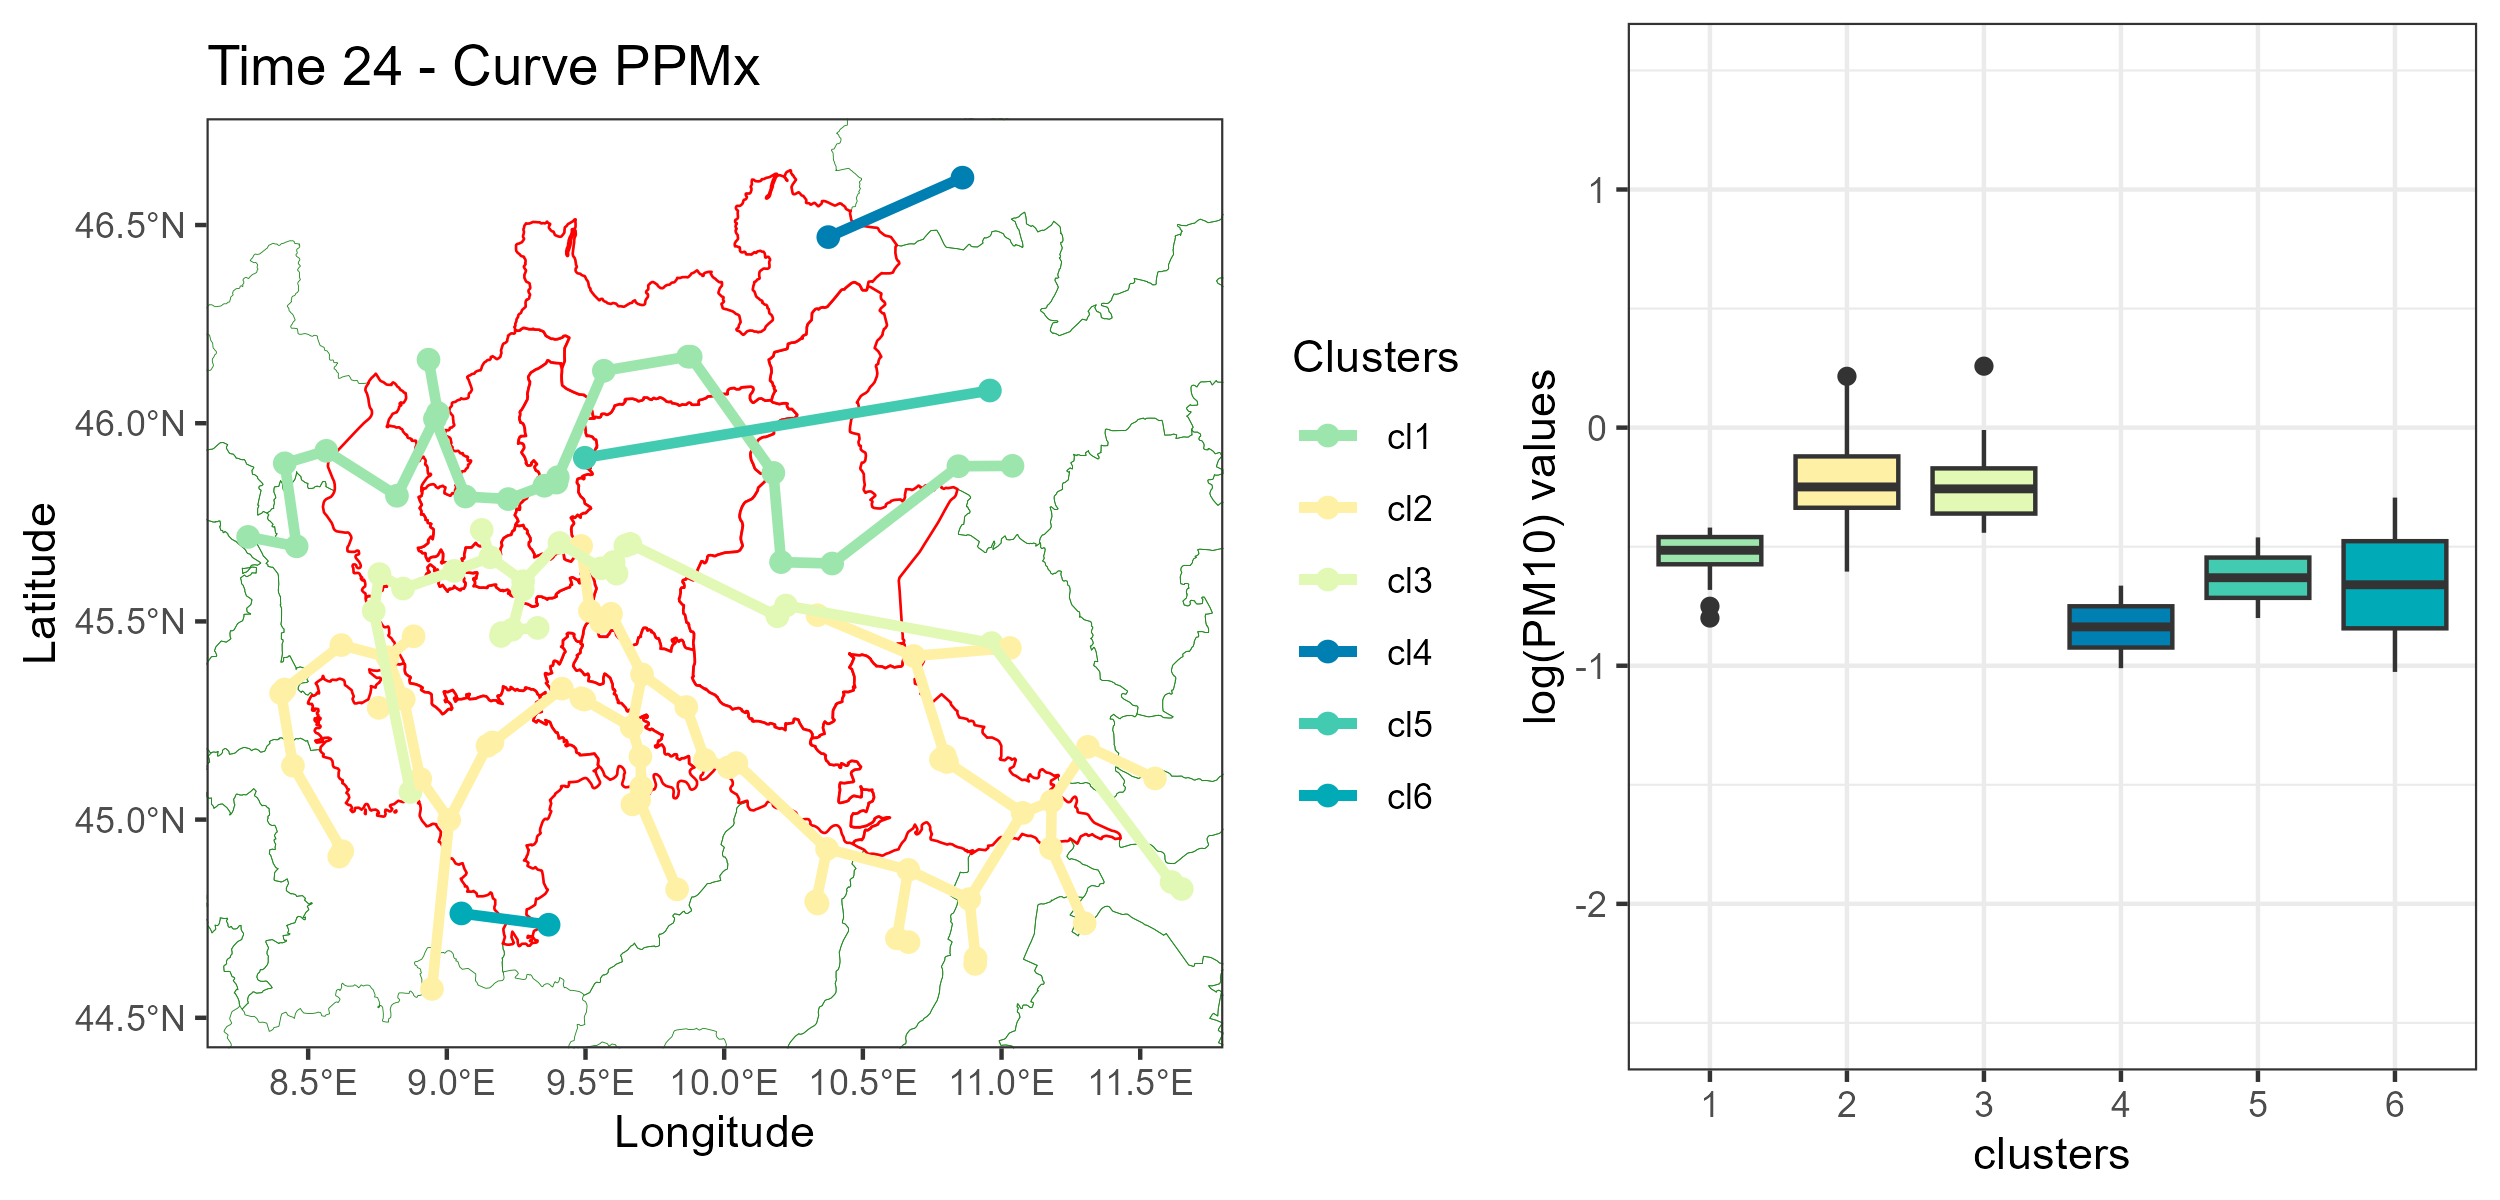 Time 24 - Curve PPMx
Latitude
46.5°N
46.0°N
45.5°N
45.0°N
44.5°N
8.5°E 9.0°E 9.5°E 10.0°E 10.5°E 11.0°E 11.5°E
Longitude
Clusters
cl1
cl2
cl3
cl4
cl5
cl6
log(PM10) values
1
0
-1
-2
1 2 3 4 5 6
clusters